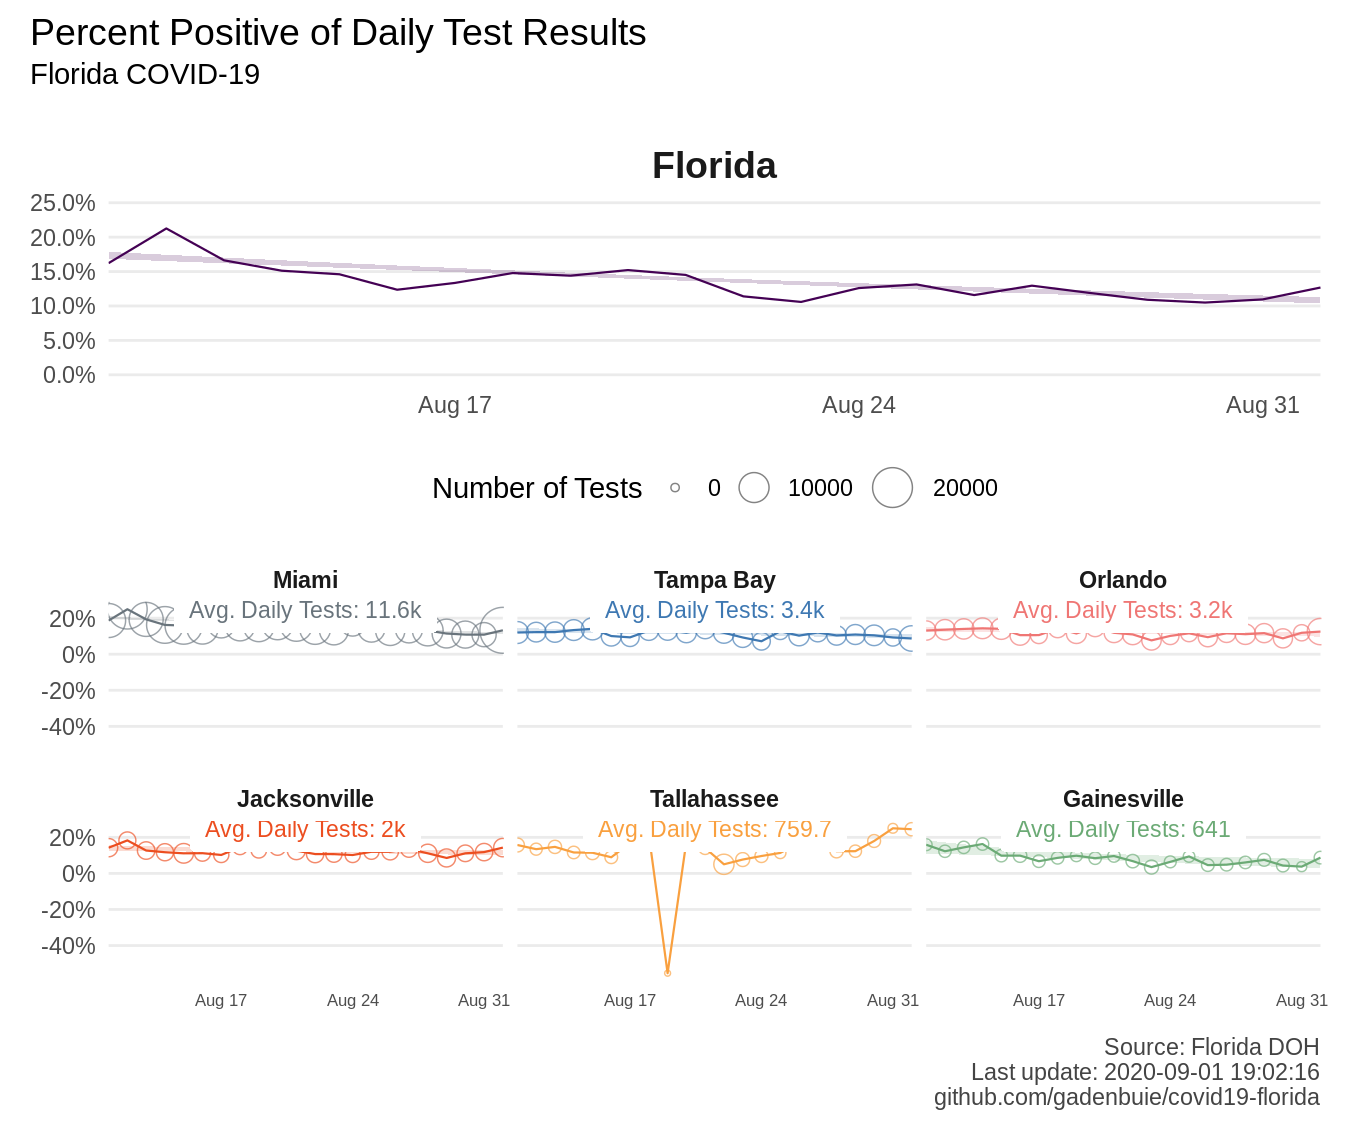 Percent Positive of Daily Test Results
Florida COVID-19
Florida
25.0%
20.0%
15.0%
10.0%
5.0%
0.0%
Aug 17 Aug 24 Aug 31
Number of Tests 0 10000 20000
Miami Tampa Bay Orlando
Avg. Daily Tests: 11.6k Avg. Daily Tests: 3.4k Avg. Daily Tests: 3.2k
20%
0%
-20%
-40%
Jacksonville Tallahassee Gainesville
Avg. Daily Tests: 2k Avg. Daily Tests: 759.7 Avg. Daily Tests: 641
20%
0%
-20%
-40%
Aug 17 Aug 24 Aug 31 Aug 17 Aug 24 Aug 31 Aug 17 Aug 24 Aug 31
Source: Florida DOH
Last update: 2020-09-01 19:02:16
github.com/gadenbuie/covid19-florida